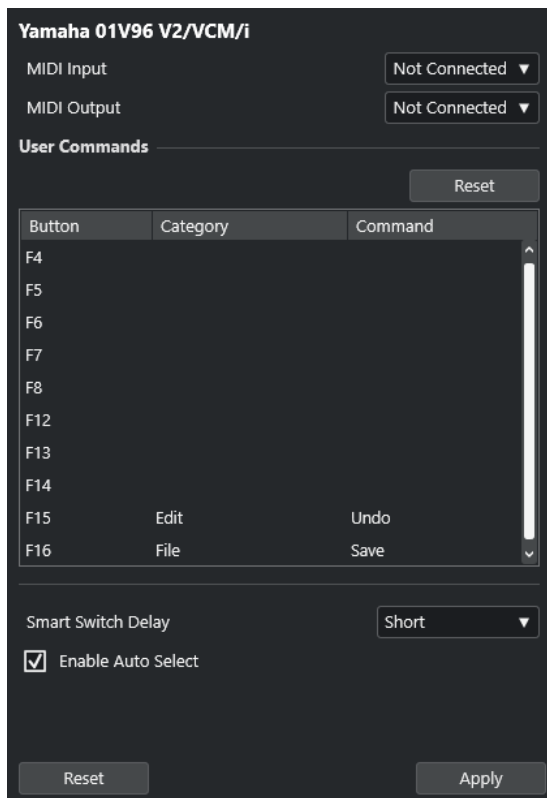 Yamaha 01V96 V2/VCM/i
MIDI Input Not Connected
MIDI Output Not Connected
User Commands
Reset
Button Category Command
F4
F5
F6
F7
F8
F12
F13
F14
F15 Edit Undo
F16 File Save
Smart Switch Delay Short
Enable Auto Select
Reset Apply